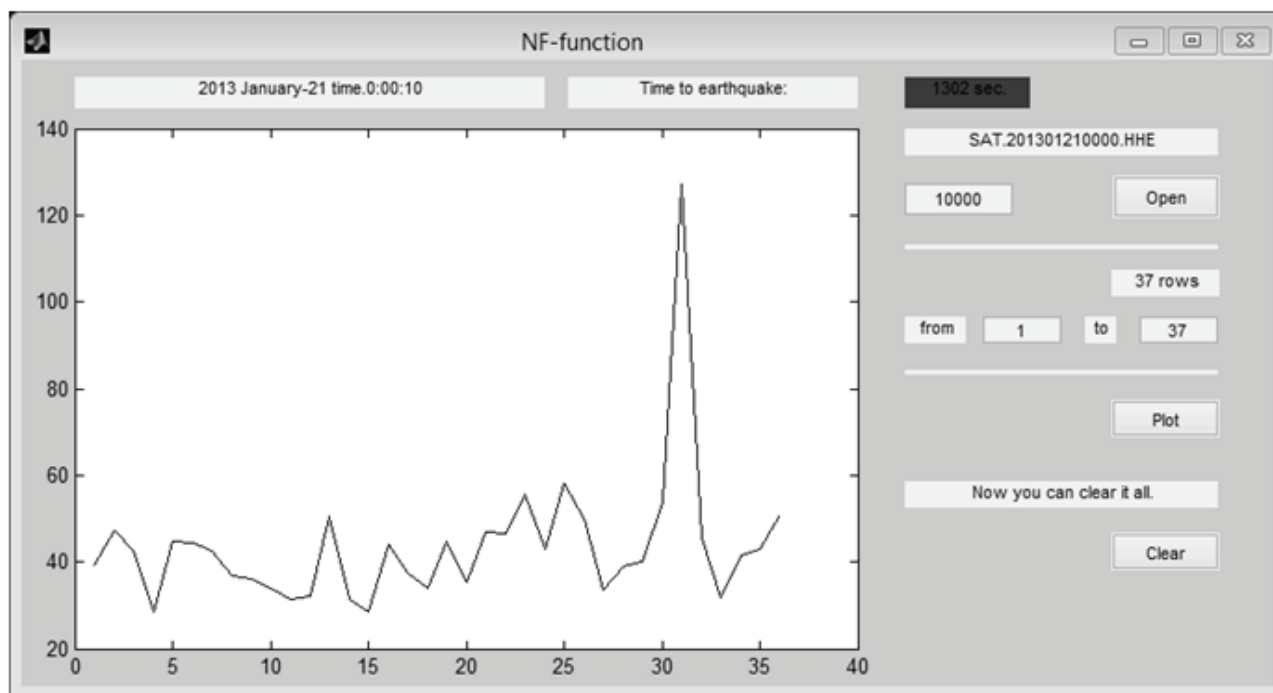 NF-function
2013 January-21 time.0:00:10
Time to earthquake:
1302 sec.
SAT.201301210000.HHE
10000
Open
37 rows
from 1 to 37
Plot
Now you can clear it all.
Clear
140
120
100
80
60
40
20
0 5 10 15 20 25 30 35 40